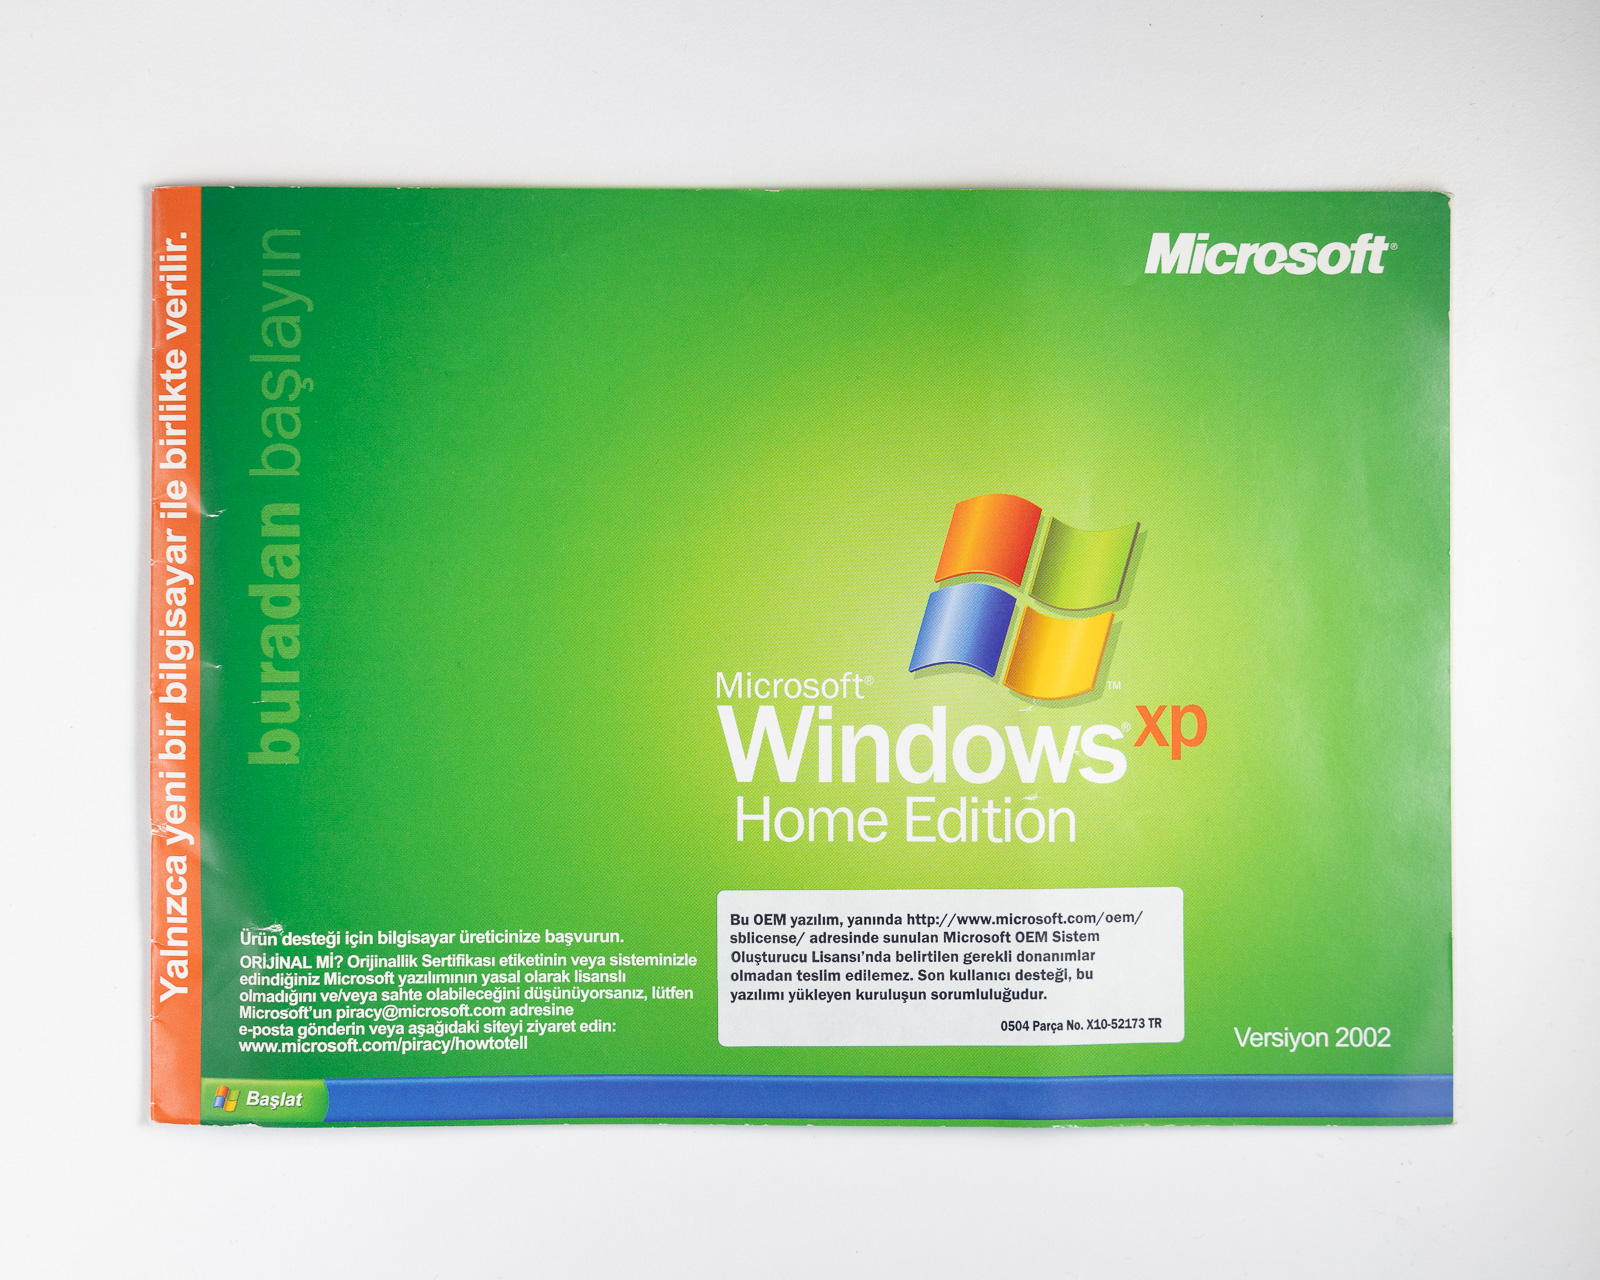 Yalnızca yeni bir bilgisayar ile birlikte verilir.
buradan başlayın
Microsoft®
Microsoft®
Windows® xp
TM
Home Edition
Ürün desteği için bilgisayar üreticinize başvurun.
ORİJİNAL Mİ? Orijinallik Sertifikası etiketinin veya sisteminizle
edindiğiniz Microsoft yazılımının yasal olarak lisanslı
olmadığını ve/veya sahte olabileceğini düşünüyorsanız, lütfen
Microsoft'un piracy@microsoft.com adresine
e-posta gönderin veya aşağıdaki siteyi ziyaret edin:
www.microsoft.com/piracy/howtotell
Bu OEM yazılım, yanında http://www.microsoft.com/oem/
sblicense/ adresinde sunulan Microsoft OEM Sistem
Oluşturucu Lisansı'nda belirtilen gerekli donanımlar
olmadan teslim edilemez. Son kullanıcı desteği, bu
yazılımı yükleyen kuruluşun sorumluluğudur.
0504 Parça No. X10-52173 TR
Versiyon 2002
Başlat